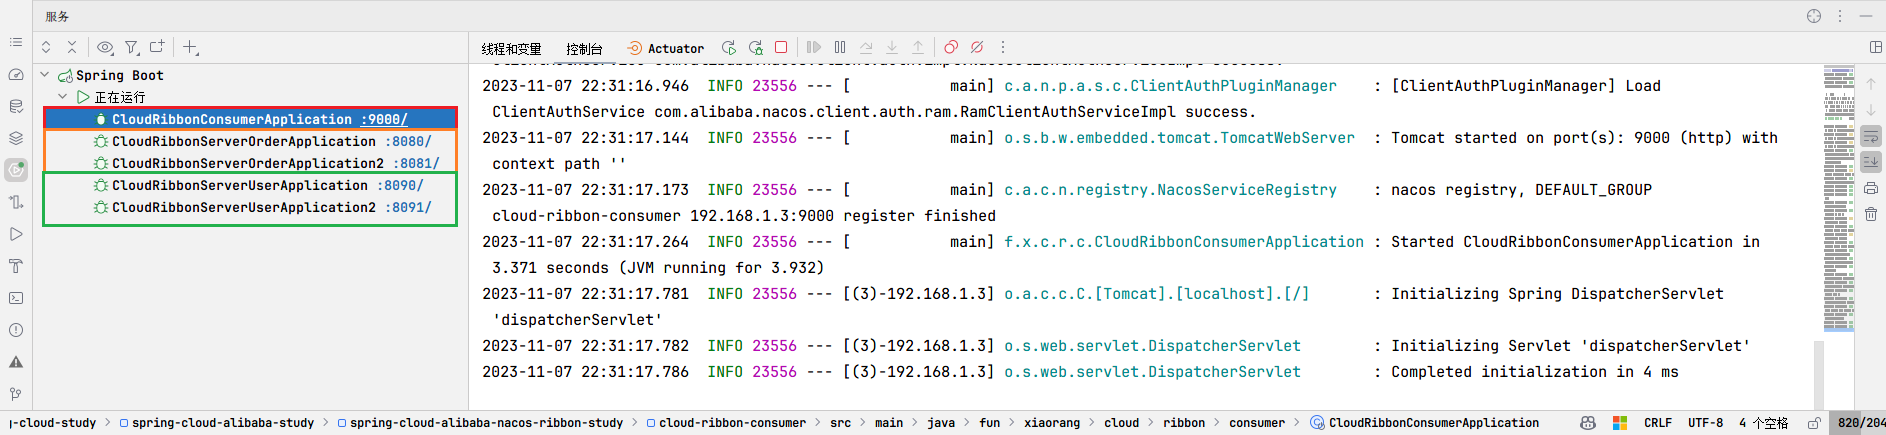 服务
线程和变量 控制台 Actuator
Spring Boot
正在运行
CloudRibbonConsumerApplication :9000/
CloudRibbonServerOrderApplication :8080/
CloudRibbonServerOrderApplication2 :8081/
CloudRibbonServerUserApplication :8090/
CloudRibbonServerUserApplication2 :8091/
2023-11-07 22:31:16.946  INFO 23556 --- [           main] c.a.n.p.a.s.c.ClientAuthPluginManager    : [ClientAuthPluginManager] Load
ClientAuthService com.alibaba.nacos.client.auth.ram.RamClientAuthServiceImpl success.
2023-11-07 22:31:17.144  INFO 23556 --- [           main] o.s.b.w.embedded.tomcat.TomcatWebServer  : Tomcat started on port(s): 9000 (http) with
context path ''
2023-11-07 22:31:17.173  INFO 23556 --- [           main] c.a.c.n.registry.NacosServiceRegistry    : nacos registry, DEFAULT_GROUP
cloud-ribbon-consumer 192.168.1.3:9000 register finished
2023-11-07 22:31:17.264  INFO 23556 --- [           main] f.x.c.r.c.CloudRibbonConsumerApplication : Started CloudRibbonConsumerApplication in
3.371 seconds (JVM running for 3.932)
2023-11-07 22:31:17.781  INFO 23556 --- [(3)-192.168.1.3] o.a.c.c.C.[Tomcat].[localhost].[/]       : Initializing Spring DispatcherServlet
'dispatcherServlet'
2023-11-07 22:31:17.782  INFO 23556 --- [(3)-192.168.1.3] o.s.web.servlet.DispatcherServlet        : Initializing Servlet 'dispatcherServlet'
2023-11-07 22:31:17.786  INFO 23556 --- [(3)-192.168.1.3] o.s.web.servlet.DispatcherServlet        : Completed initialization in 4 ms
-cloud-study > spring-cloud-alibaba-study > spring-cloud-alibaba-nacos-ribbon-study > cloud-ribbon-consumer > src > main > java > fun > xiaorang > cloud > ribbon > consumer > CloudRibbonConsumerApplication CRLF UTF-8 4 个空格 820/204